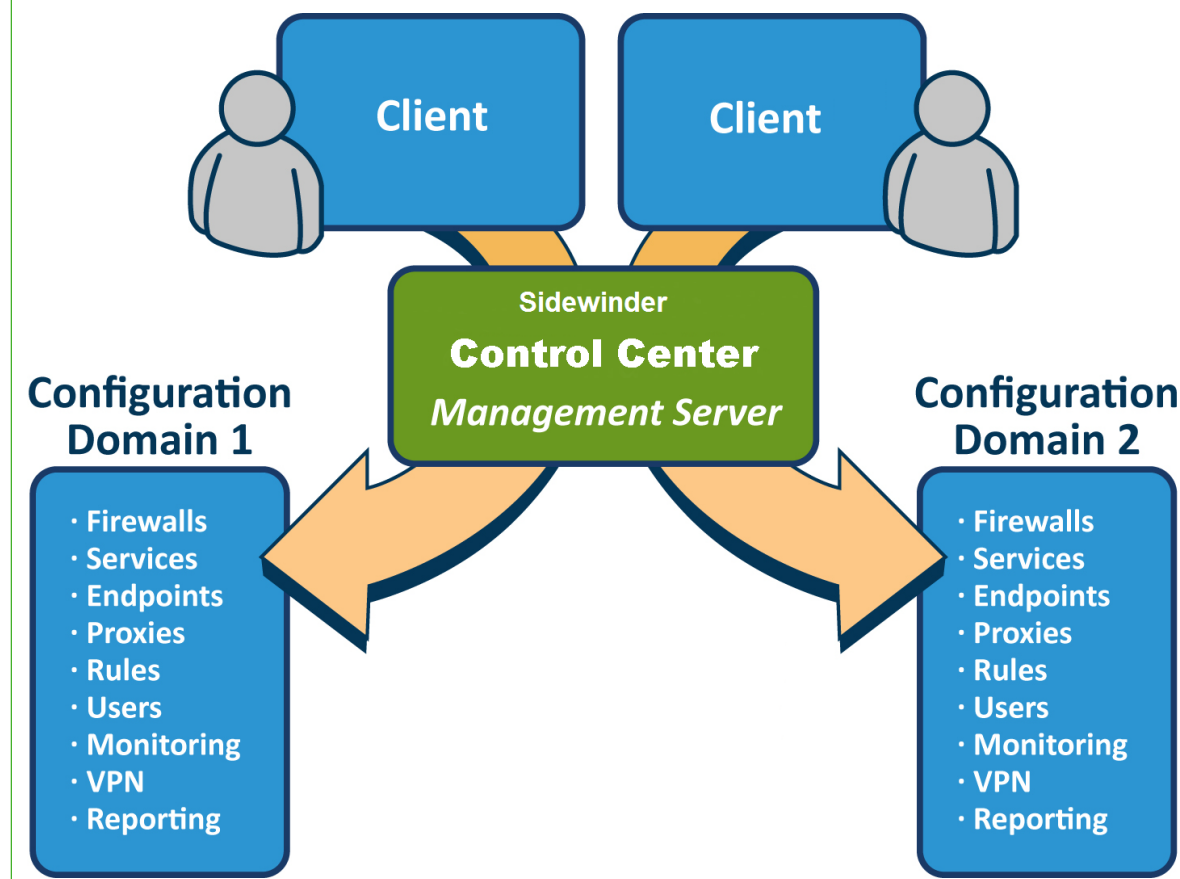 Client
Client
Sidewinder
Control Center
Management Server
Configuration
Domain 1
· Firewalls
· Services
· Endpoints
· Proxies
· Rules
· Users
· Monitoring
· VPN
· Reporting
Configuration
Domain 2
· Firewalls
· Services
· Endpoints
· Proxies
· Rules
· Users
· Monitoring
· VPN
· Reporting